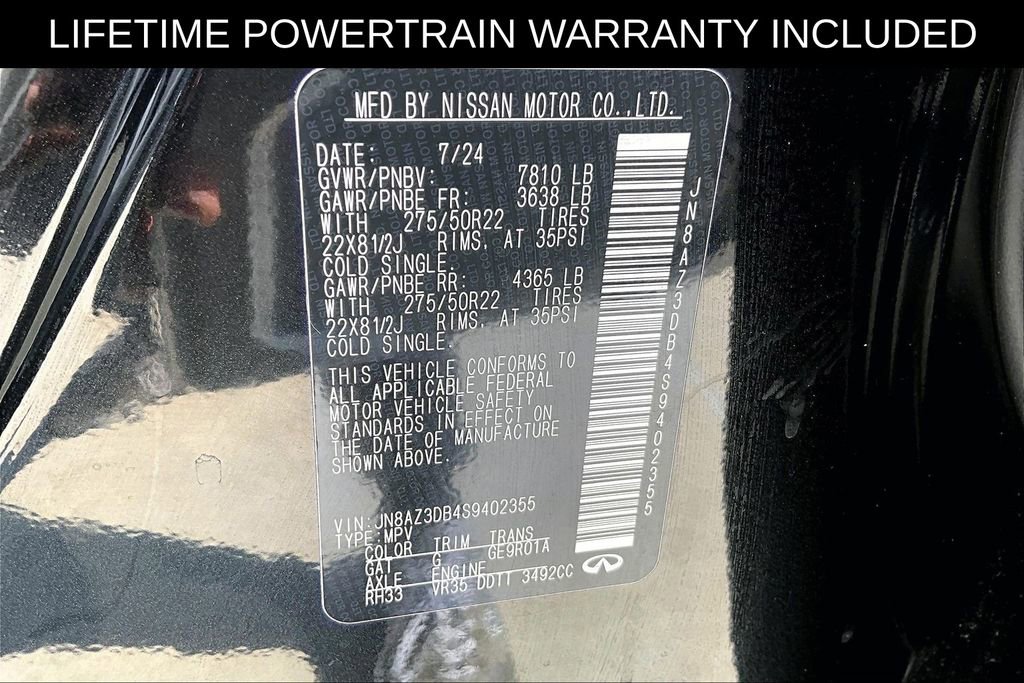 LIFETIME POWERTRAIN WARRANTY INCLUDED
MFD BY NISSAN MOTOR CO.,LTD.
DATE: 7/24
GVWR/PNBV: 7810 LB
GAWR/PNBE FR: 3638 LB
WITH 275/50R22 TIRES
22X81/2J RIMS, AT 35PSI
COLD SINGLE.
GAWR/PNBE RR: 4365 LB
WITH 275/50R22 TIRES
22X81/2J RIMS, AT 35PSI
COLD SINGLE.
THIS VEHICLE CONFORMS TO
ALL APPLICABLE FEDERAL
MOTOR VEHICLE SAFETY
STANDARDS IN EFFECT ON
THE DATE OF MANUFACTURE
SHOWN ABOVE.
VIN:JN8AZ3DB4S9402355
TYPE:MPV
COLOR TRIM TRANS
GAT G GE9R01A
AXLE ENGINE
RH33 VR35 DDTT 3492CC
JN8AZ3DB4S9402355